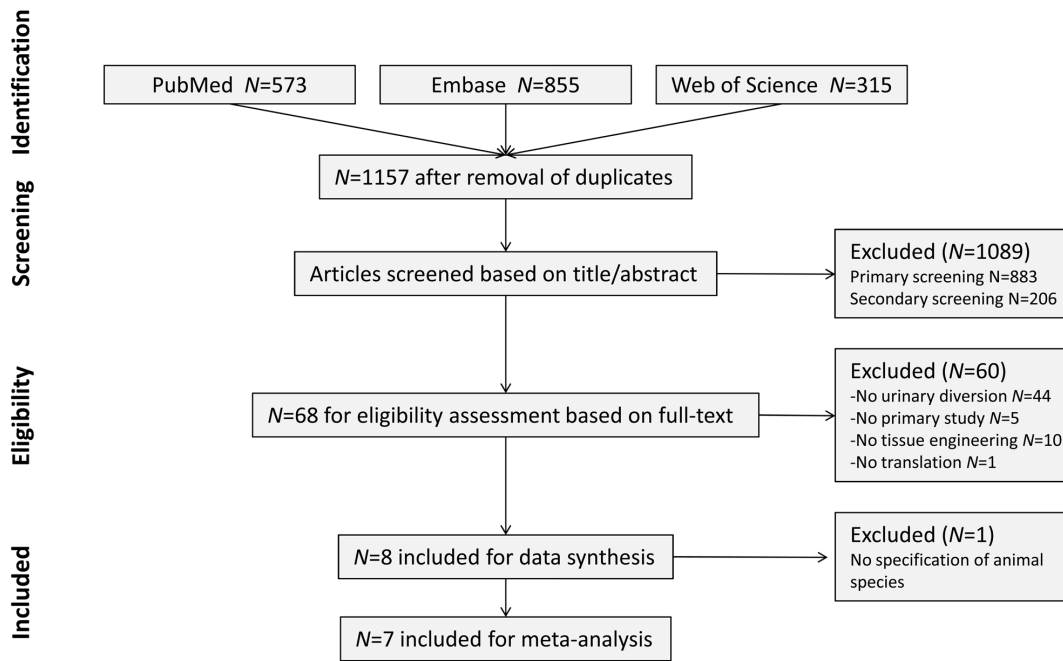 Identification
PubMed N=573
Embase N=855
Web of Science N=315
N=1157 after removal of duplicates
Screening
Articles screened based on title/abstract
Excluded (N=1089)
Primary screening N=883
Secondary screening N=206
Eligibility
N=68 for eligibility assessment based on full-text
Excluded (N=60)
-No urinary diversion N=44
-No primary study N=5
-No tissue engineering N=10
-No translation N=1
Included
N=8 included for data synthesis
Excluded (N=1)
No specification of animal
species
N=7 included for meta-analysis